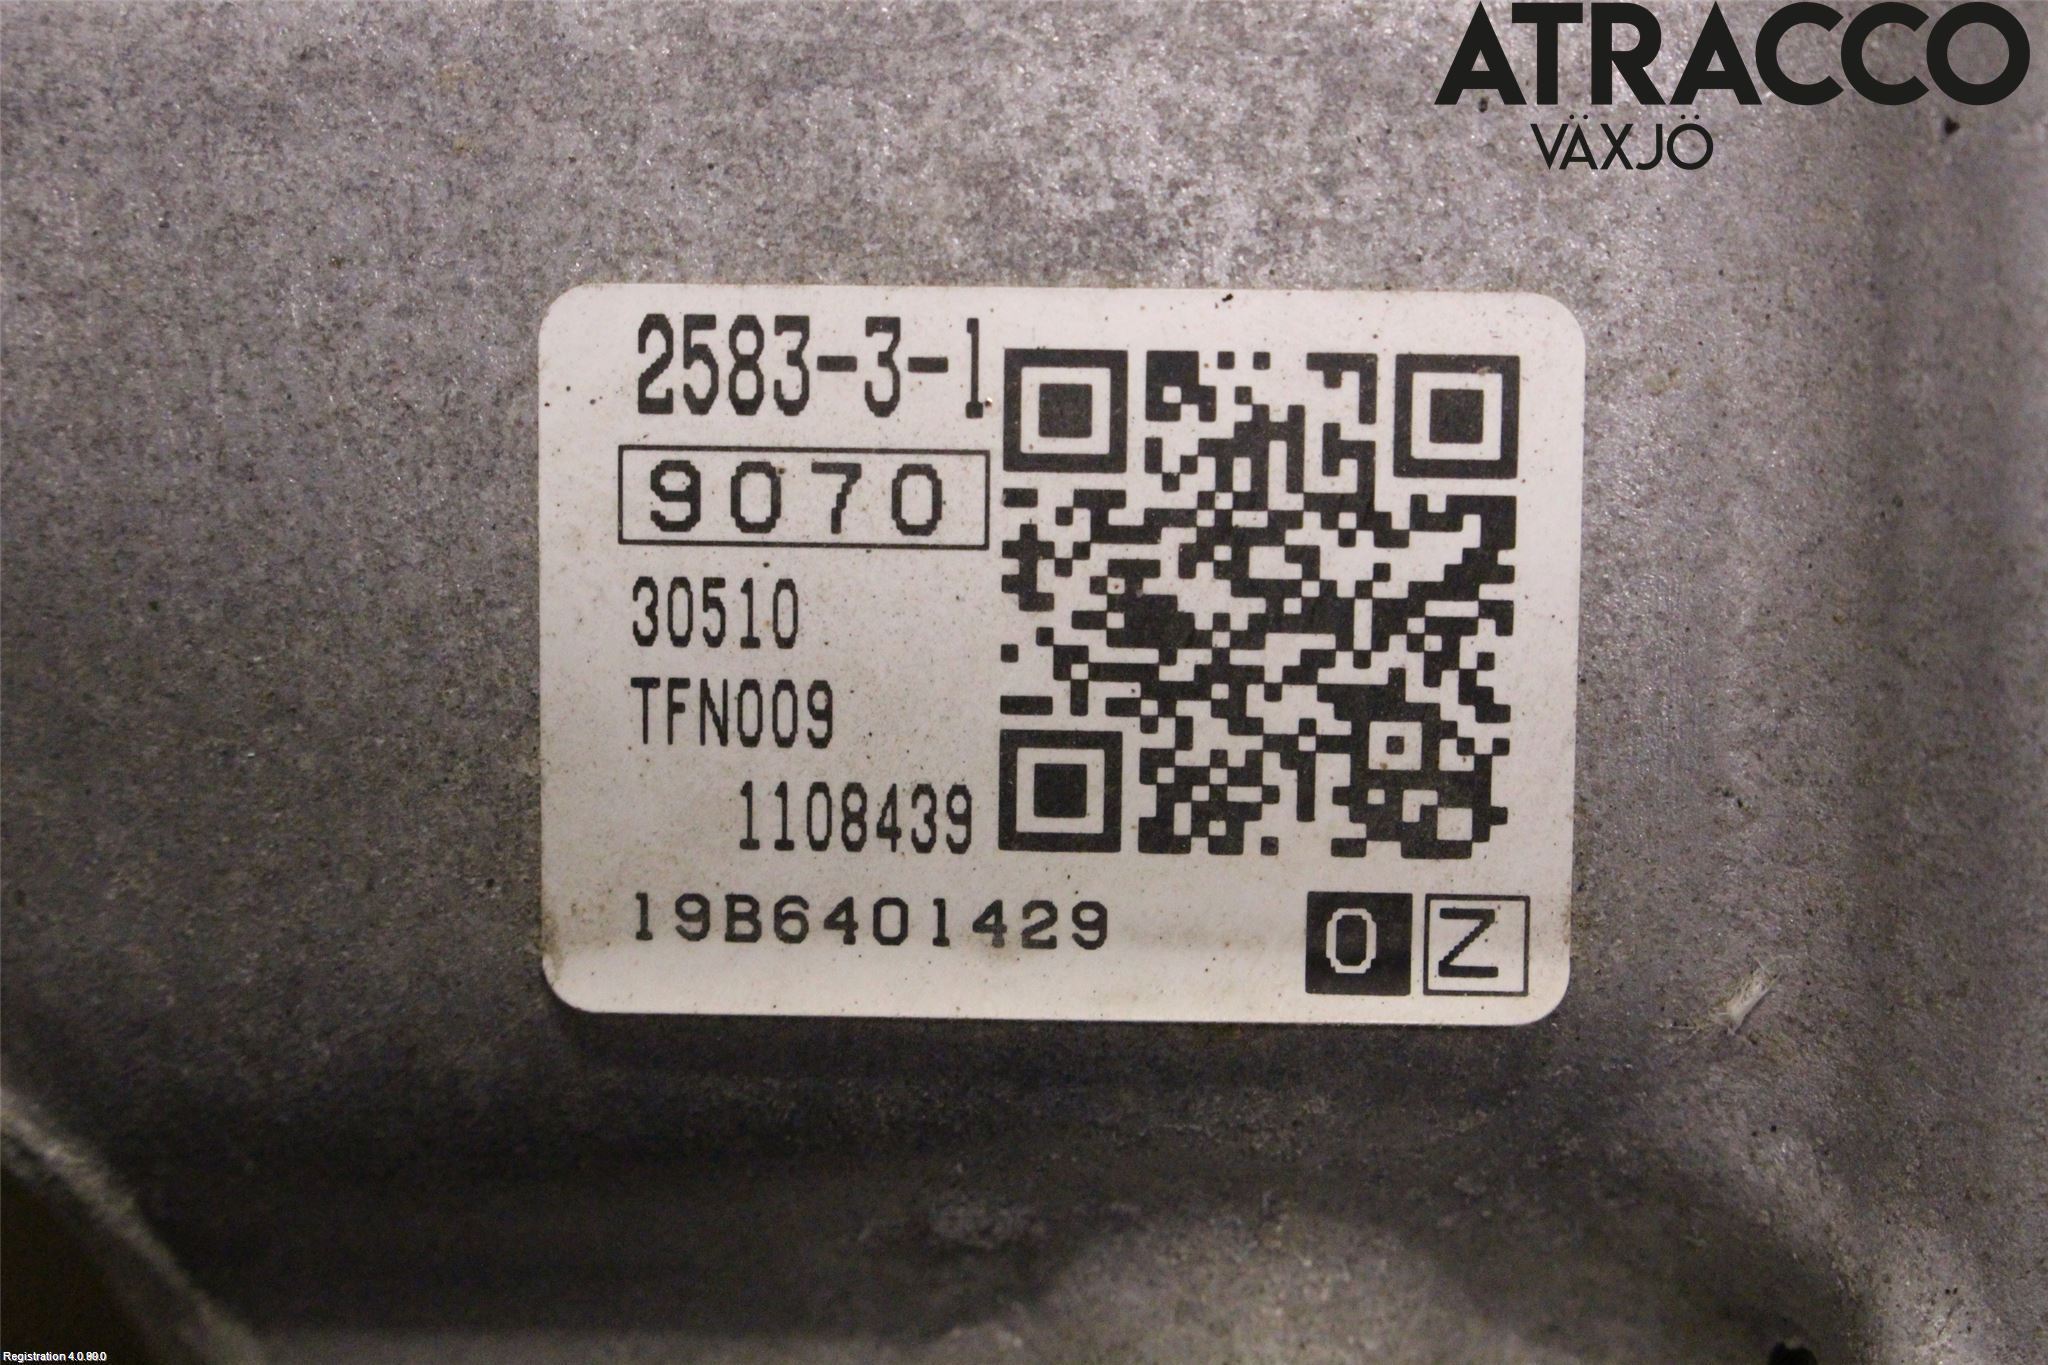 ATRACCO
VÄXJÖ
2583-3-1
9070
30510
TFN009
1108439
19B6401429
0 Z
Registration 4.0.89.0